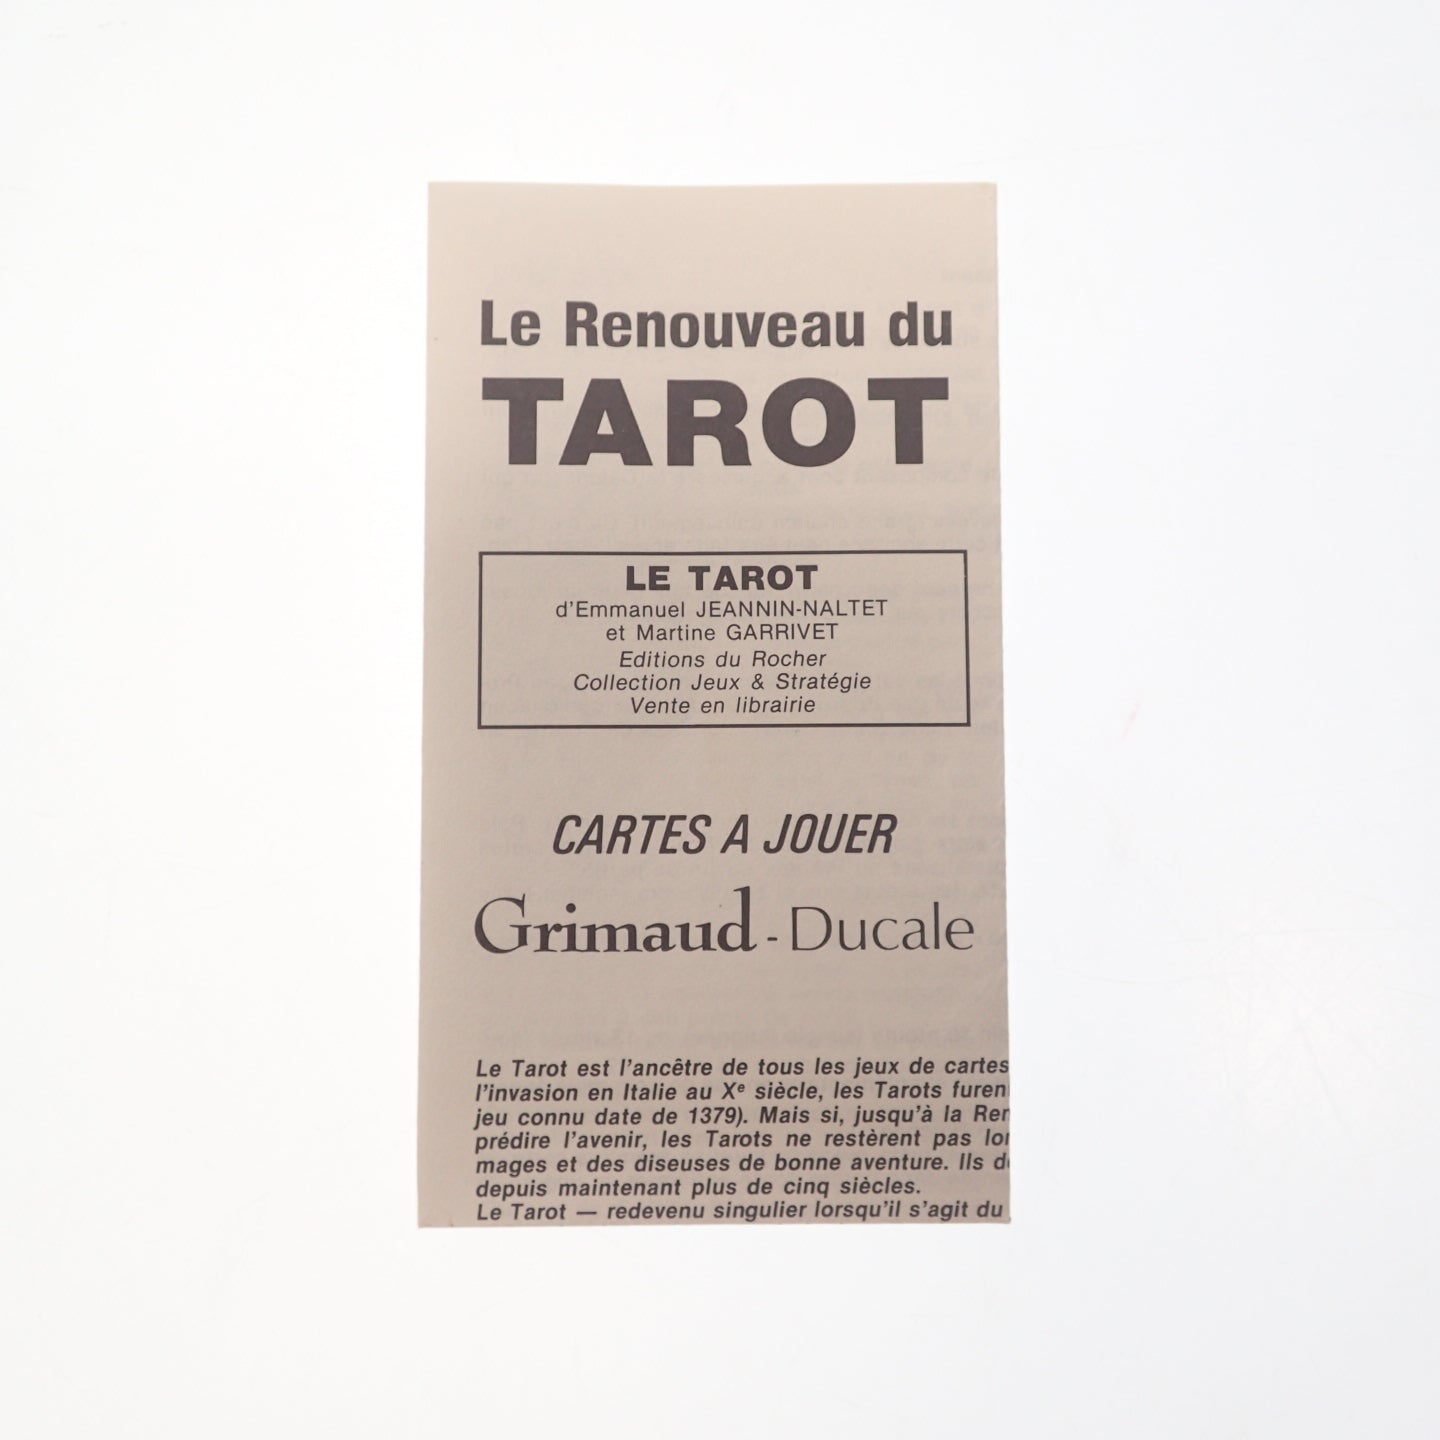 Le Renouveau du
TAROT
LE TAROT
d'Emmanuel JEANNIN-NALTET
et Martine GARRIVET
Editions du Rocher
Collection Jeux & Stratégie
Vente en librairie
CARTES A JOUER
Grimaud - Ducale
Le Tarot est l'ancêtre de tous les jeux de cartes
l'invasion en Italie au Xe siècle, les Tarots furen
jeu connu date de 1379). Mais si, jusqu'à la Ren
prédire l'avenir, les Tarots ne restèrent pas lon
mages et des diseuses de bonne aventure. Ils d
depuis maintenant plus de cinq siècles.
Le Tarot — redevenu singulier lorsqu'il s'agit du